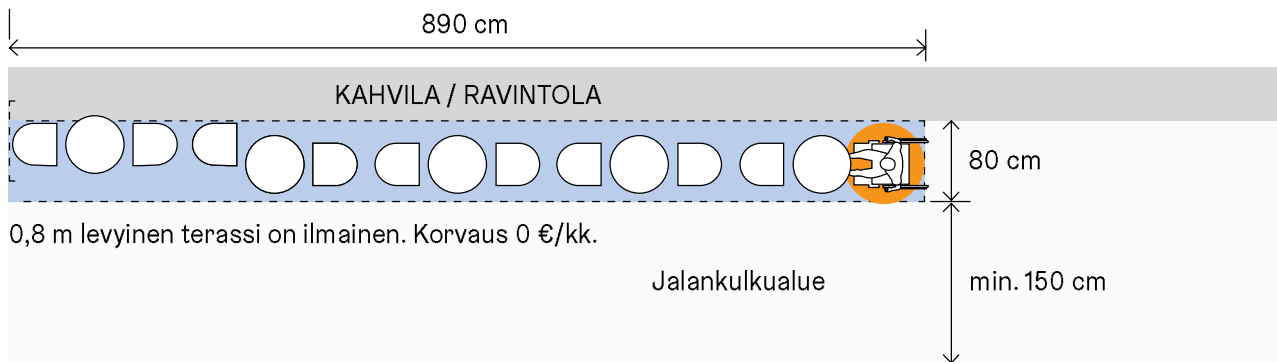 890 cm
KAHVILA / RAVINTOLA
80 cm
0,8 m levyinen terassi on ilmainen. Korvaus 0 €/kk.
Jalankulkualue
min. 150 cm